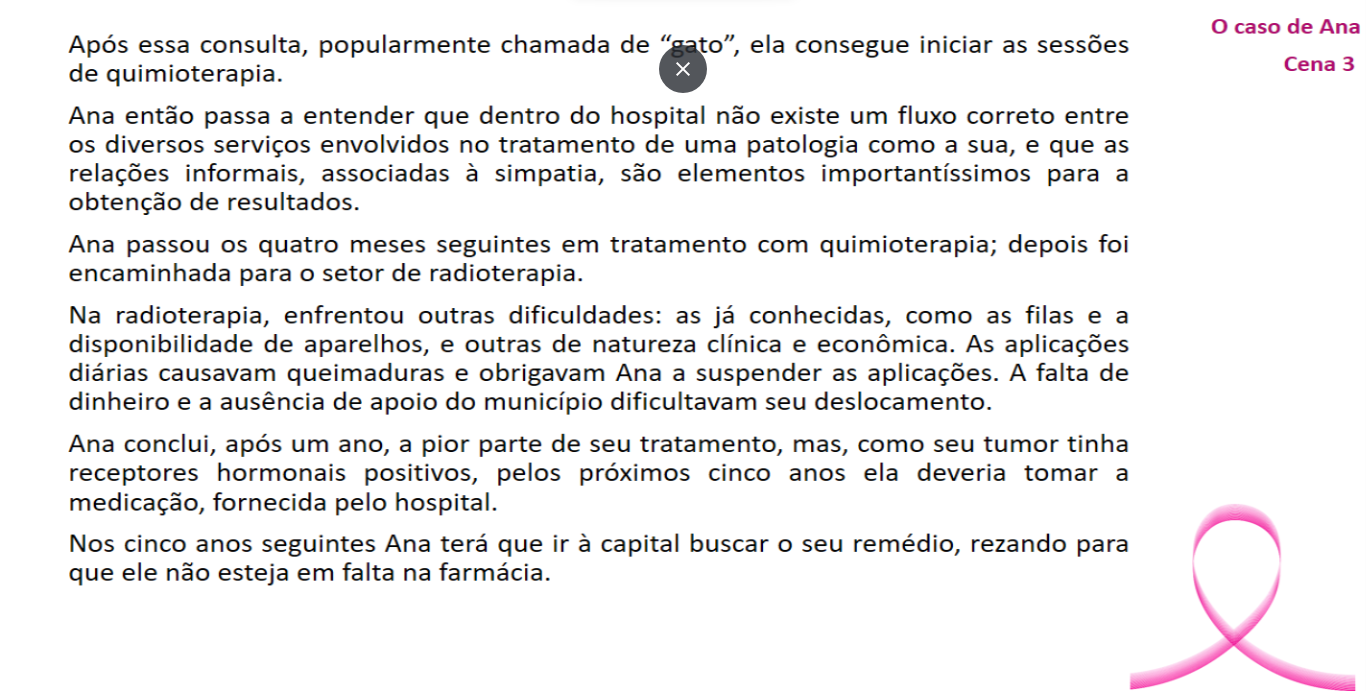 O caso de Ana
Cena 3
Após essa consulta, popularmente chamada de “gato”, ela consegue iniciar as sessões
de quimioterapia.
Ana então passa a entender que dentro do hospital não existe um fluxo correto entre
os diversos serviços envolvidos no tratamento de uma patologia como a sua, e que as
relações informais, associadas à simpatia, são elementos importantíssimos para a
obtenção de resultados.
Ana passou os quatro meses seguintes em tratamento com quimioterapia; depois foi
encaminhada para o setor de radioterapia.
Na radioterapia, enfrentou outras dificuldades: as já conhecidas, como as filas e a
disponibilidade de aparelhos, e outras de natureza clínica e econômica. As aplicações
diárias causavam queimaduras e obrigavam Ana a suspender as aplicações. A falta de
dinheiro e a ausência de apoio do município dificultavam seu deslocamento.
Ana conclui, após um ano, a pior parte de seu tratamento, mas, como seu tumor tinha
receptores hormonais positivos, pelos próximos cinco anos ela deveria tomar a
medicação, fornecida pelo hospital.
Nos cinco anos seguintes Ana terá que ir à capital buscar o seu remédio, rezando para
que ele não esteja em falta na farmácia.